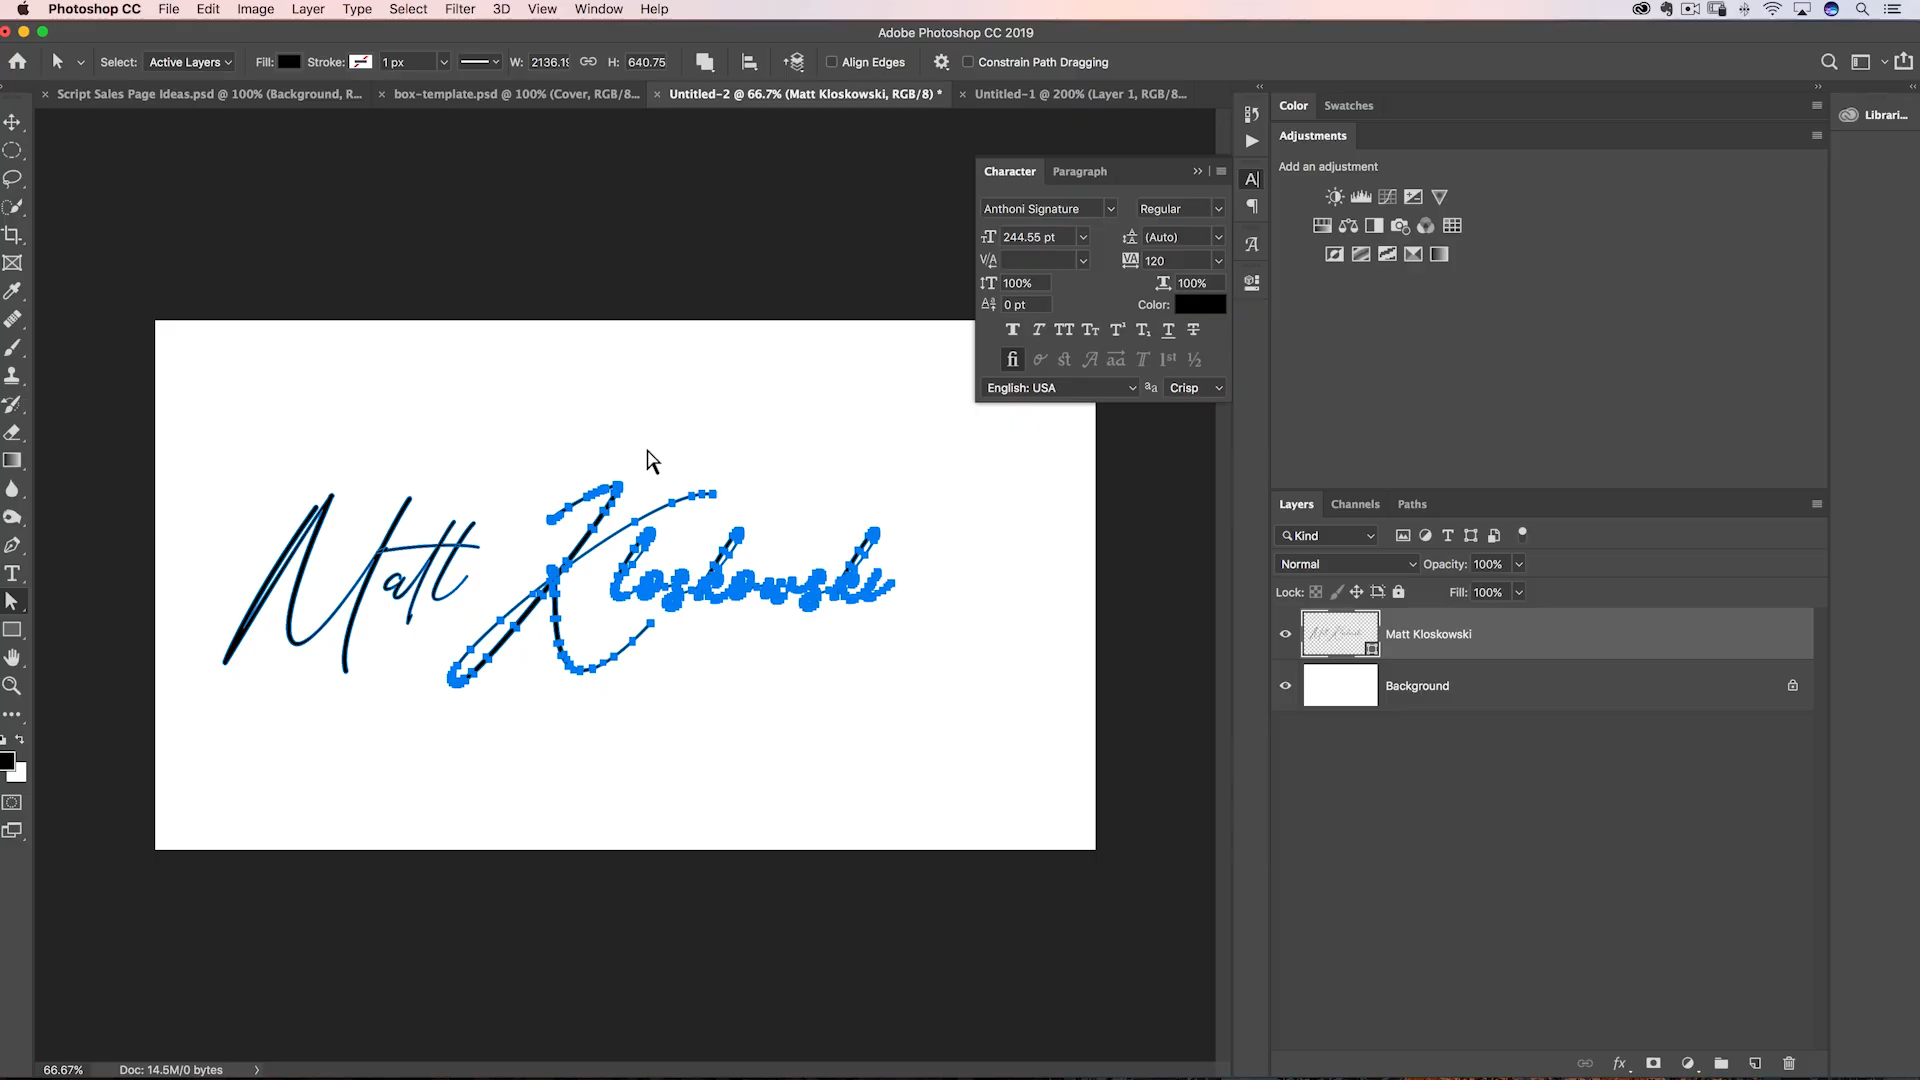 Photoshop CC File Edit Image Layer Type Select Filter 3D View Window Help
Adobe Photoshop CC 2019
Select: Active Layers Fill: Stroke: 1 px W: 2136.19 H: 640.75 Align Edges Constrain Path Dragging
Script Sales Page Ideas.psd @ 100% (Background, R... box-template.psd @ 100% (Cover, RGB/8... Untitled-2 @ 66.7% (Matt Kloskowski, RGB/8) * Untitled-1 @ 200% (Layer 1, RGB/8...
Color Swatches
Librari...
Adjustments
Add an adjustment
Character Paragraph
Anthoni Signature Regular
244.55 pt (Auto)
120
100% 100%
0 pt Color:
English: USA Crisp
Matt Kloskowski
Layers Channels Paths
Kind
Normal Opacity: 100%
Lock: Fill: 100%
Matt Kloskowski
Background
66.67% Doc: 14.5M/0 bytes